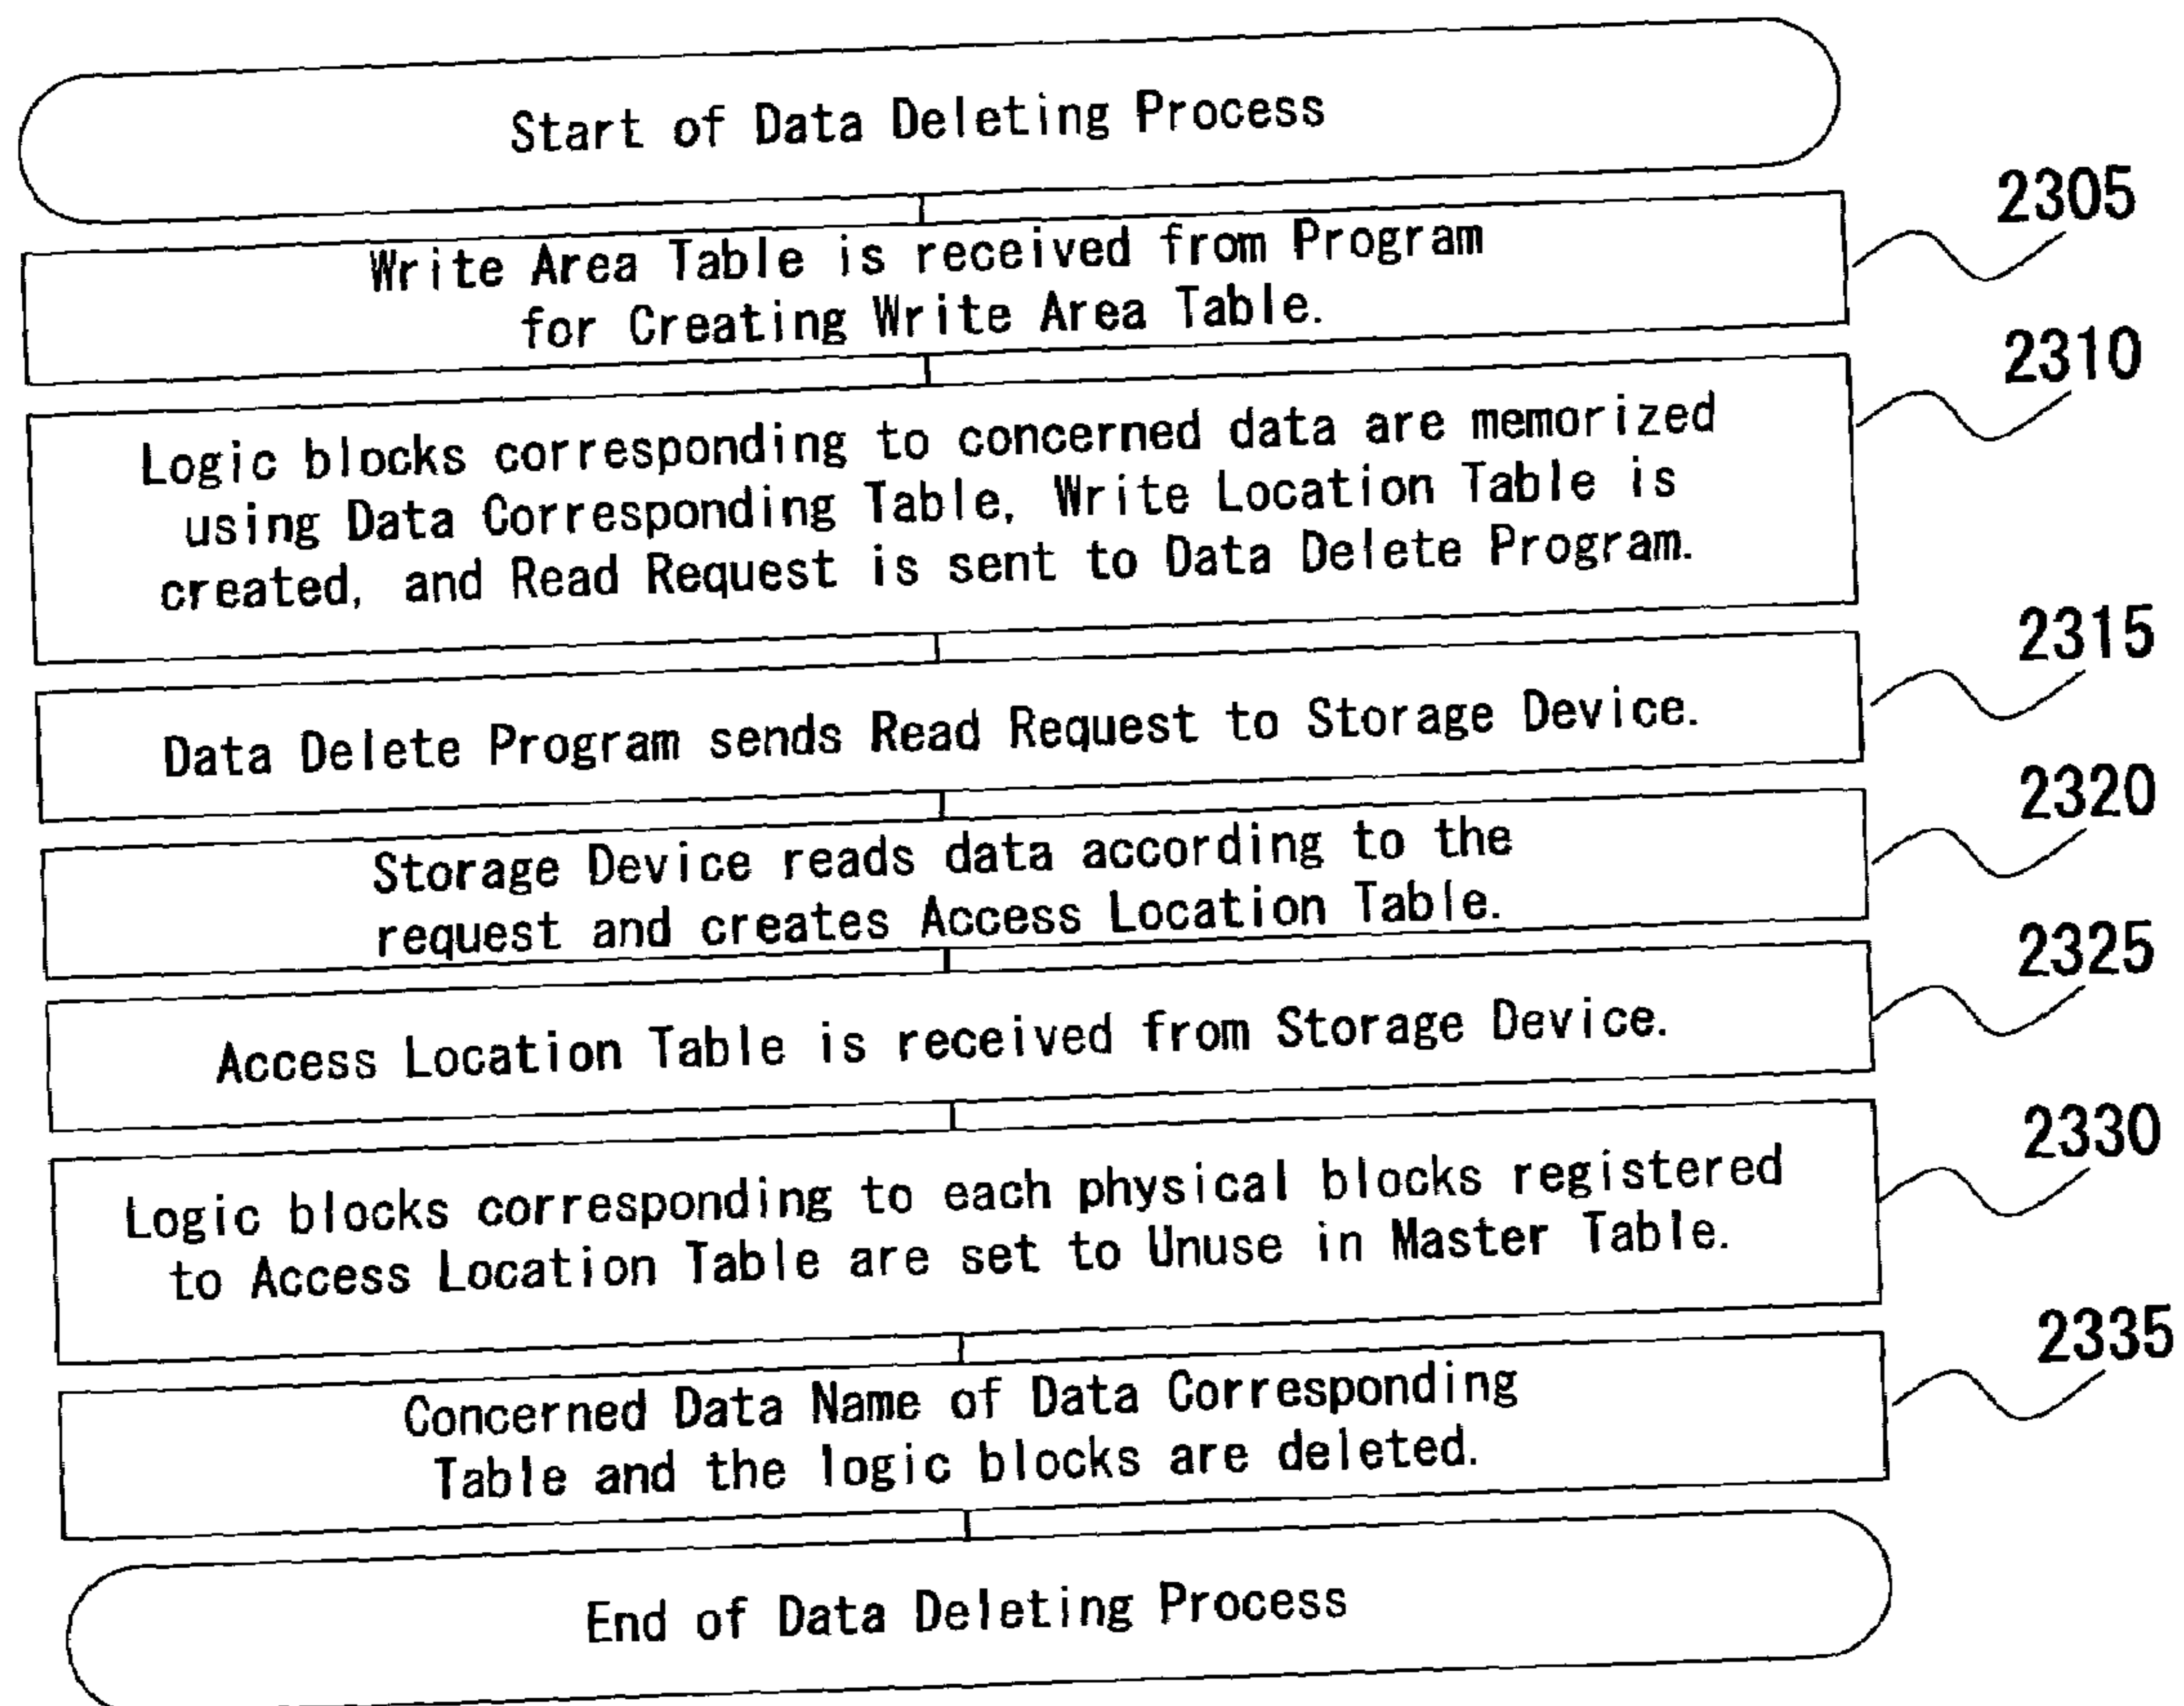 Start of Data Deleting Process
2305
Write Area Table is received from Program
for Creating Write Area Table.
2310
Logic blocks corresponding to concerned data are memorized
using Data Corresponding Table, Write Location Table is
created, and Read Request is sent to Data Delete Program.
2315
Data Delete Program sends Read Request to Storage Device.
2320
Storage Device reads data according to the
request and creates Access Location Table.
2325
Access Location Table is received from Storage Device.
2330
Logic blocks corresponding to each physical blocks registered
to Access Location Table are set to Unuse in Master Table.
2335
Concerned Data Name of Data Corresponding
Table and the logic blocks are deleted.
End of Data Deleting Process